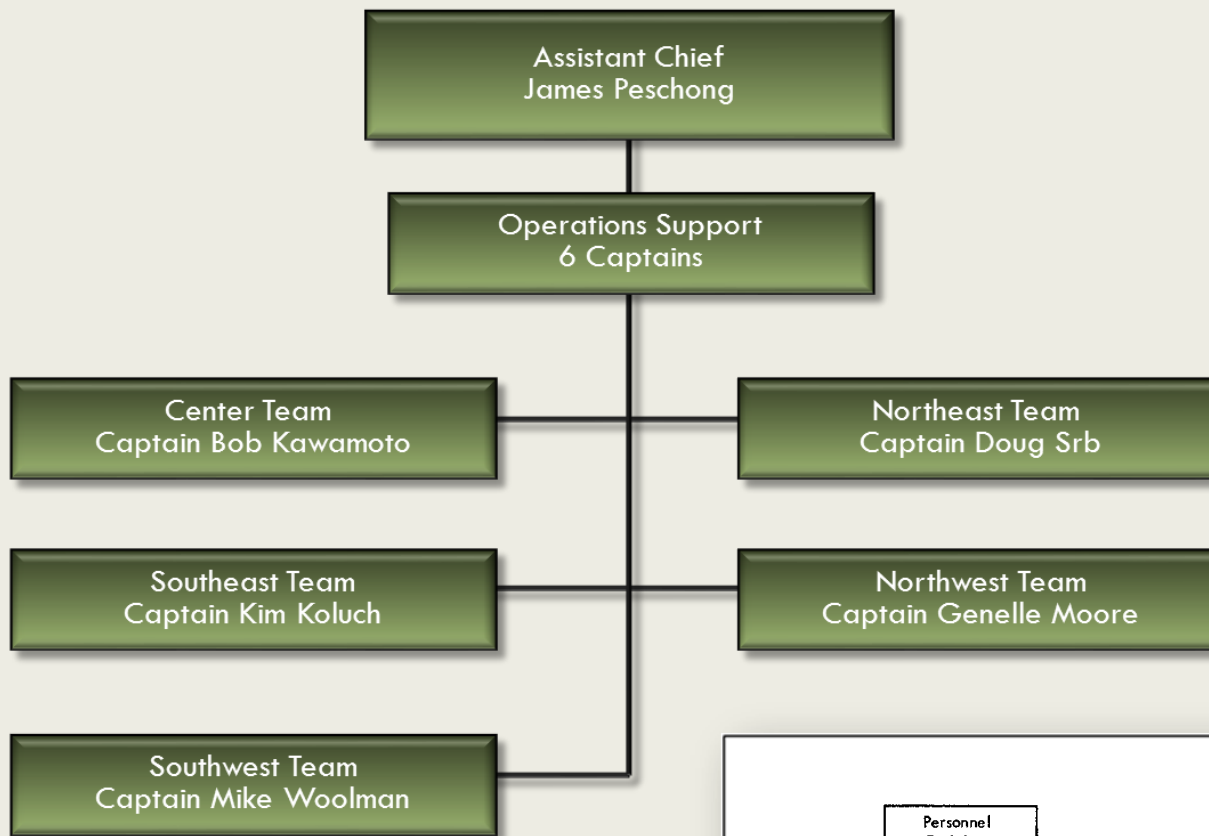 Assistant Chief
James Peschong
Operations Support
6 Captains
Center Team
Captain Bob Kawamoto
Northeast Team
Captain Doug Srb
Southeast Team
Captain Kim Koluch
Northwest Team
Captain Genelle Moore
Southwest Team
Captain Mike Woolman
Personnel